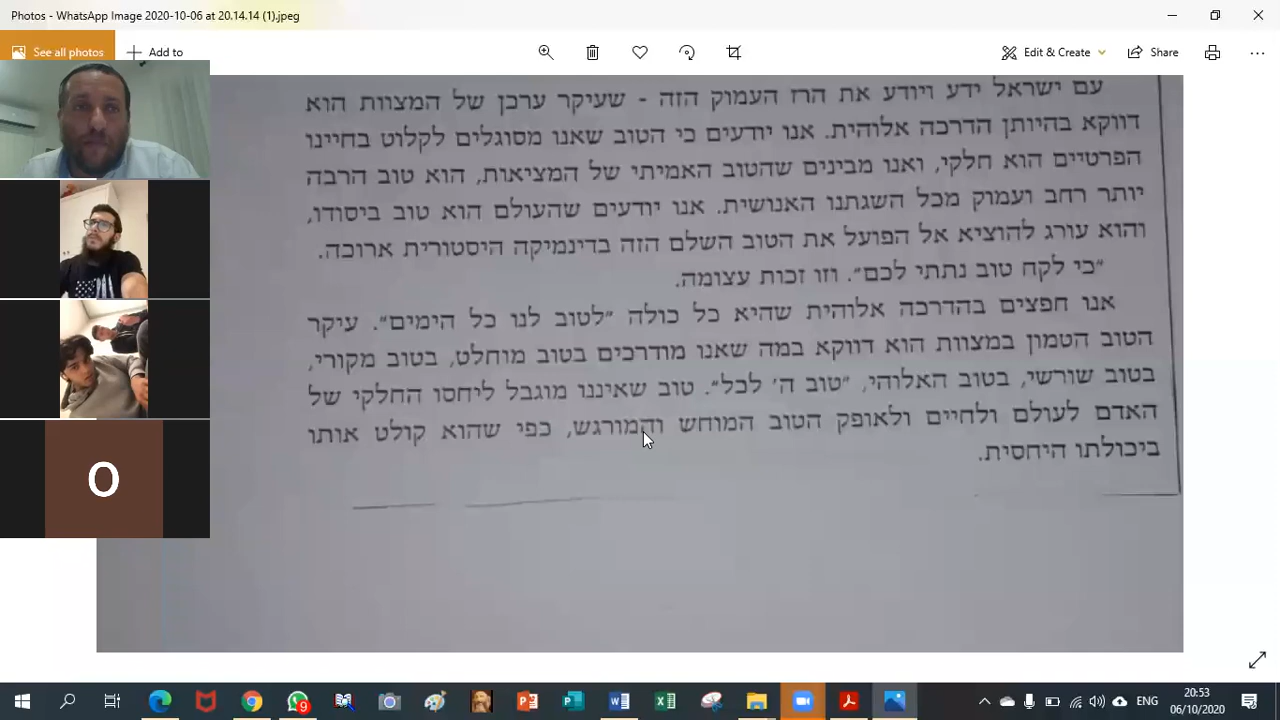 Photos - WhatsApp Image 2020-10-06 at 20.14.14 (1).jpeg
See all photos
Add to
Edit & Create
Share
עם ישראל ידע ויודע את הרז העמוק הזה - שעיקר ערכן של המצוות הוא
דווקא בהיותן הדרכה אלוהית. אנו יודעים כי הטוב שאנו מסוגלים לקלוט בחיינו
הפרטיים הוא חלקי, ואנו מבינים שהטוב האמיתי של המציאות, הוא טוב הרבה
יותר רחב ועמוק מכל השגתנו האנושית. אנו יודעים שהעולם הוא טוב ביסודו,
והוא עורג להוציא אל הפועל את הטוב השלם הזה בדינמיקה היסטורית ארוכה.
"כי לקח טוב נתתי לכם". וזו זכות עצומה.
אנו חפצים בהדרכה אלוהית שהיא כל כולה "לטוב לנו כל הימים". עיקר
הטוב הטמון במצוות הוא דווקא במה שאנו מודרכים בטוב מוחלט, בטוב מקורי,
בטוב שורשי, בטוב האלוהי, "טוב ה' לכל". טוב שאיננו מוגבל ליחסו החלקי של
האדם לעולם ולחיים ולאופק הטוב המוחש והמורגש, כפי שהוא קולט אותו
ביכולתו היחסית.
O
9
ENG
20:53
06/10/2020